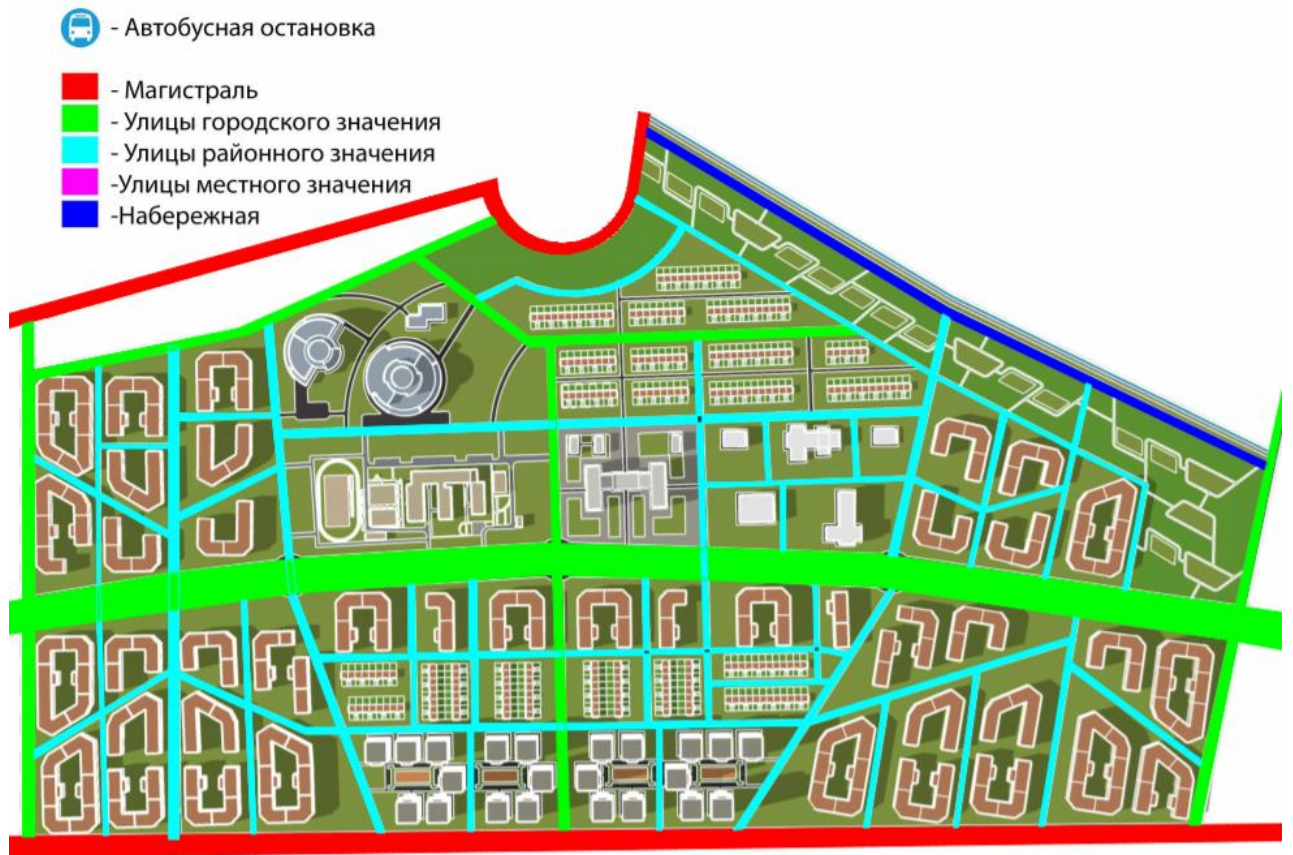 - Автобусная остановка
- Магистраль
- Улицы городского значения
- Улицы районного значения
-Улицы местного значения
-Набережная